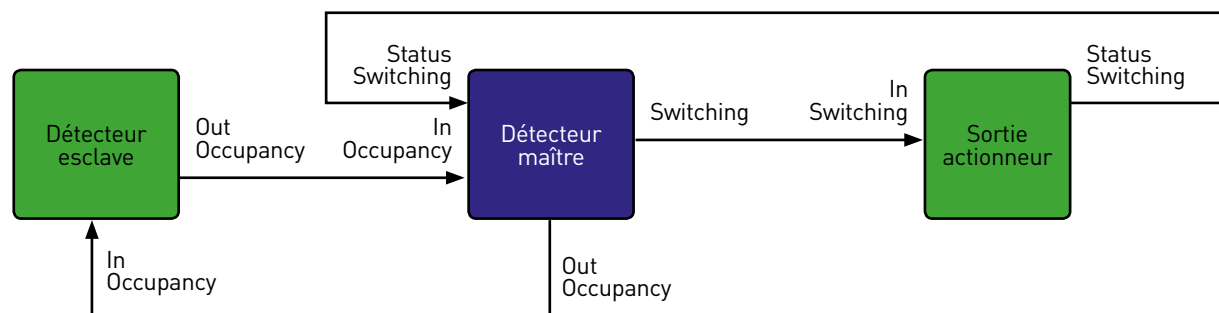 Status
Switching
Status
Switching
Détecteur
esclave
Out
Occupancy
In
Occupancy
Détecteur
maître
Switching
In
Switching
Sortie
actionneur
In
Occupancy
Out
Occupancy